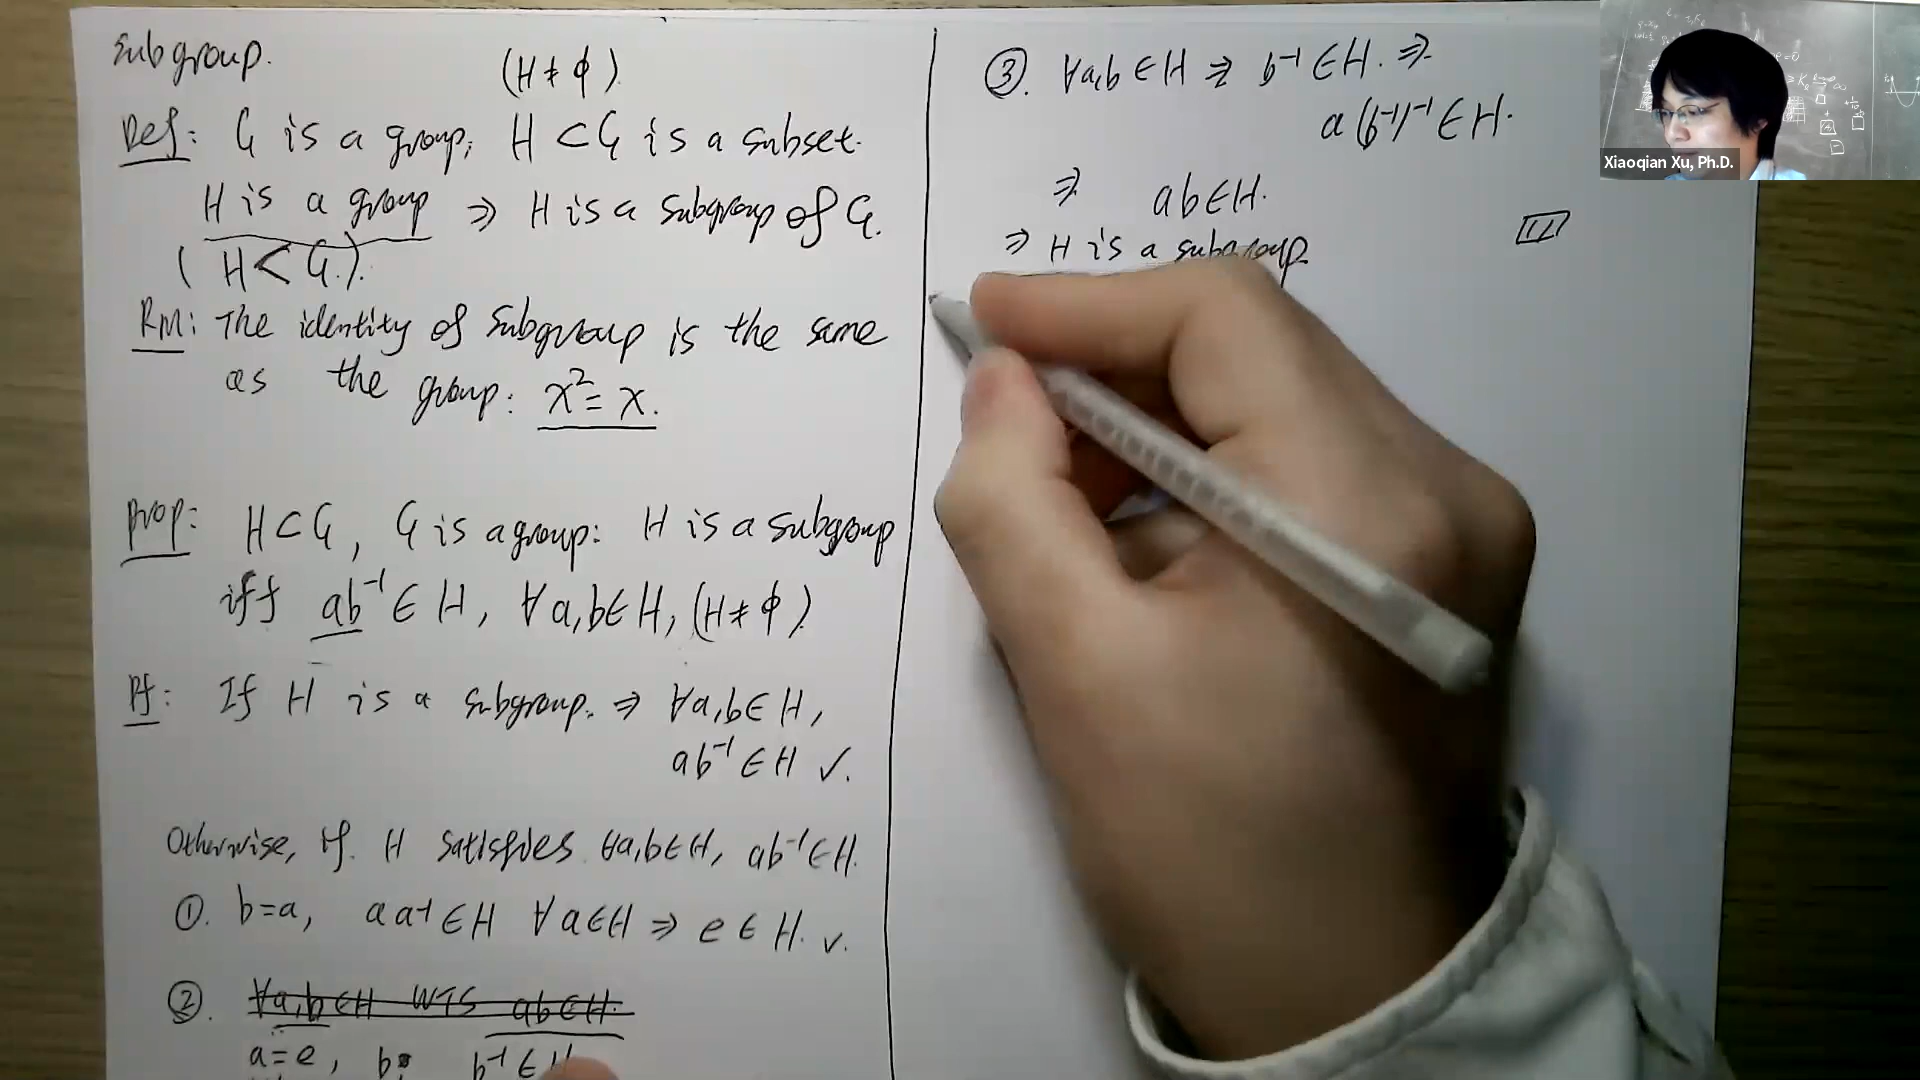 Subgroup.
(H ≠ φ).
Def: G is a group, H ⊂ G is a subset.
H is a group ⇒ H is a subgroup of G.
( H < G.).
RM: The identity of subgroup is the same
as the group: x² = x.
Prop: H ⊂ G, G is a group: H is a subgroup
iff ab⁻¹ ∈ H, ∀ a,b ∈ H, (H ≠ φ)
Pf: If H is a subgroup. ⇒ ∀a,b ∈ H,
ab⁻¹ ∈ H ✓.
Otherwise, if H satisfies ∀a,b ∈ H, ab⁻¹ ∈ H.
①. b=a, aa⁻¹ ∈ H ∀ a ∈ H ⇒ e ∈ H. ✓.
②. ∀a,b ∈ H WTS ab ∈ H.
a = e, b b⁻¹ ∈ H
③. ∀a,b ∈ H ⇒ b⁻¹ ∈ H. ⇒
a (b⁻¹)⁻¹ ∈ H.
⇒ ab ∈ H.
⇒ H is a subgroup.
Xiaoqian Xu, Ph.D.